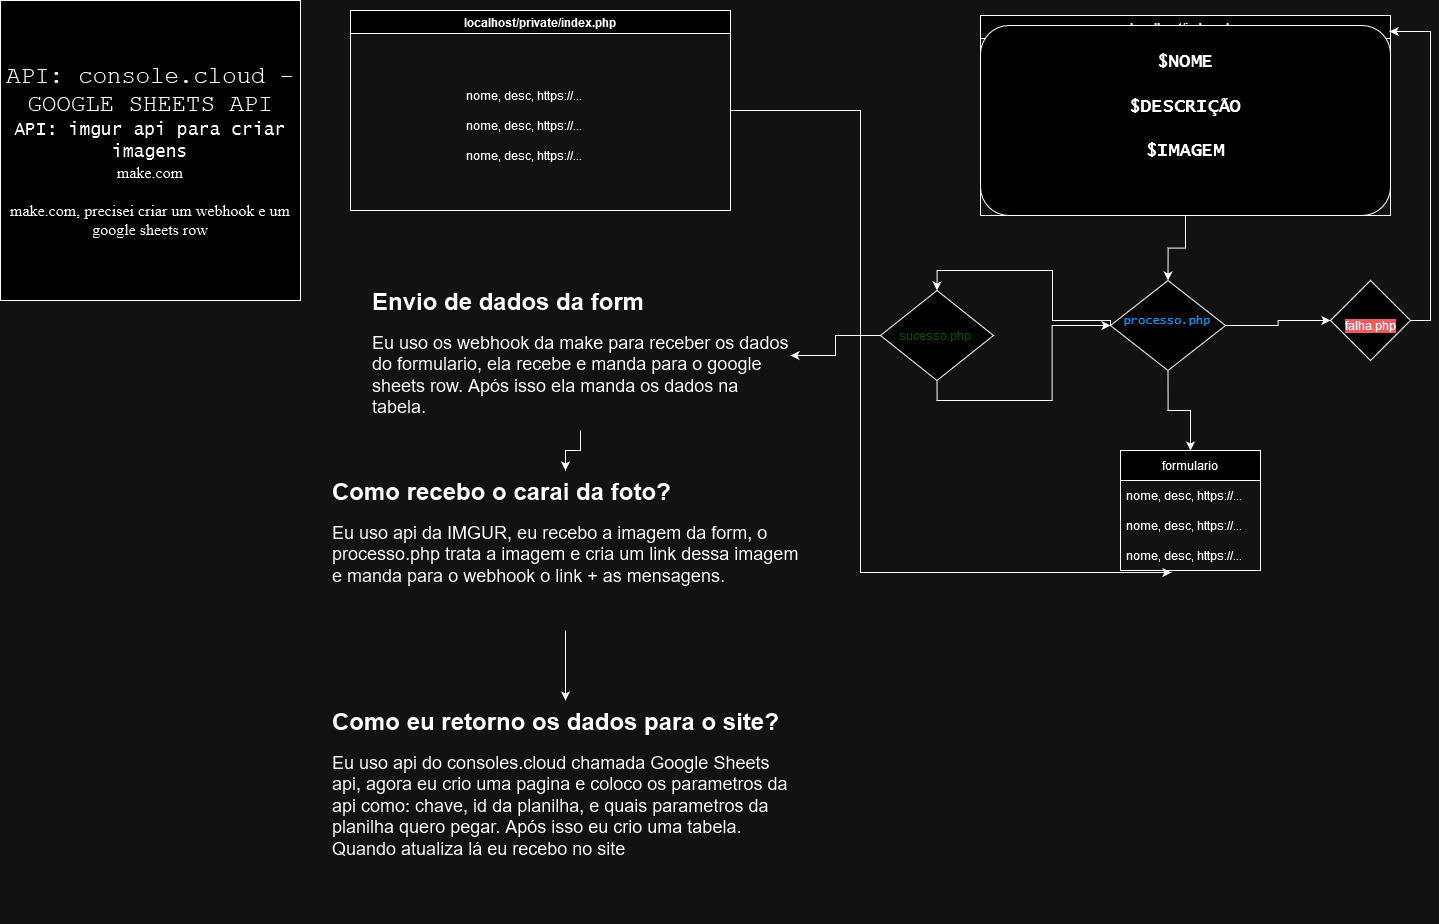 API: console.cloud -
GOOGLE SHEETS API
API: imgur api para criar
imagens
make.com
make.com, precisei criar um webhook e um
google sheets row
localhost/private/index.php
nome, desc, https://...
nome, desc, https://...
nome, desc, https://...
$NOME
$DESCRIÇÃO
$IMAGEM
sucesso.php
processo.php
falha.php
formulario
nome, desc, https://...
nome, desc, https://...
nome, desc, https://...
Envio de dados da form
Eu uso os webhook da make para receber os dados
do formulario, ela recebe e manda para o google
sheets row. Após isso ela manda os dados na
tabela.
Como recebo o carai da foto?
Eu uso api da IMGUR, eu recebo a imagem da form, o
processo.php trata a imagem e cria um link dessa imagem
e manda para o webhook o link + as mensagens.
Como eu retorno os dados para o site?
Eu uso api do consoles.cloud chamada Google Sheets
api, agora eu crio uma pagina e coloco os parametros da
api como: chave, id da planilha, e quais parametros da
planilha quero pegar. Após isso eu crio uma tabela.
Quando atualiza lá eu recebo no site